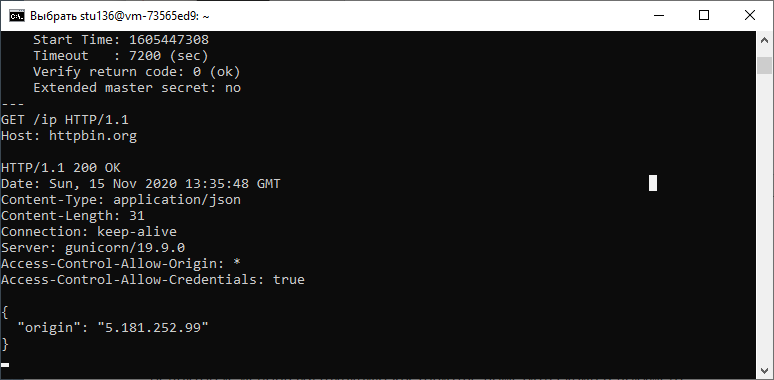 Выбрать stu136@vm-73565ed9: ~
Start Time: 1605447308
Timeout   : 7200 (sec)
Verify return code: 0 (ok)
Extended master secret: no
---
GET /ip HTTP/1.1
Host: httpbin.org
HTTP/1.1 200 OK
Date: Sun, 15 Nov 2020 13:35:48 GMT
Content-Type: application/json
Content-Length: 31
Connection: keep-alive
Server: gunicorn/19.9.0
Access-Control-Allow-Origin: *
Access-Control-Allow-Credentials: true
{
"origin": "5.181.252.99"
}